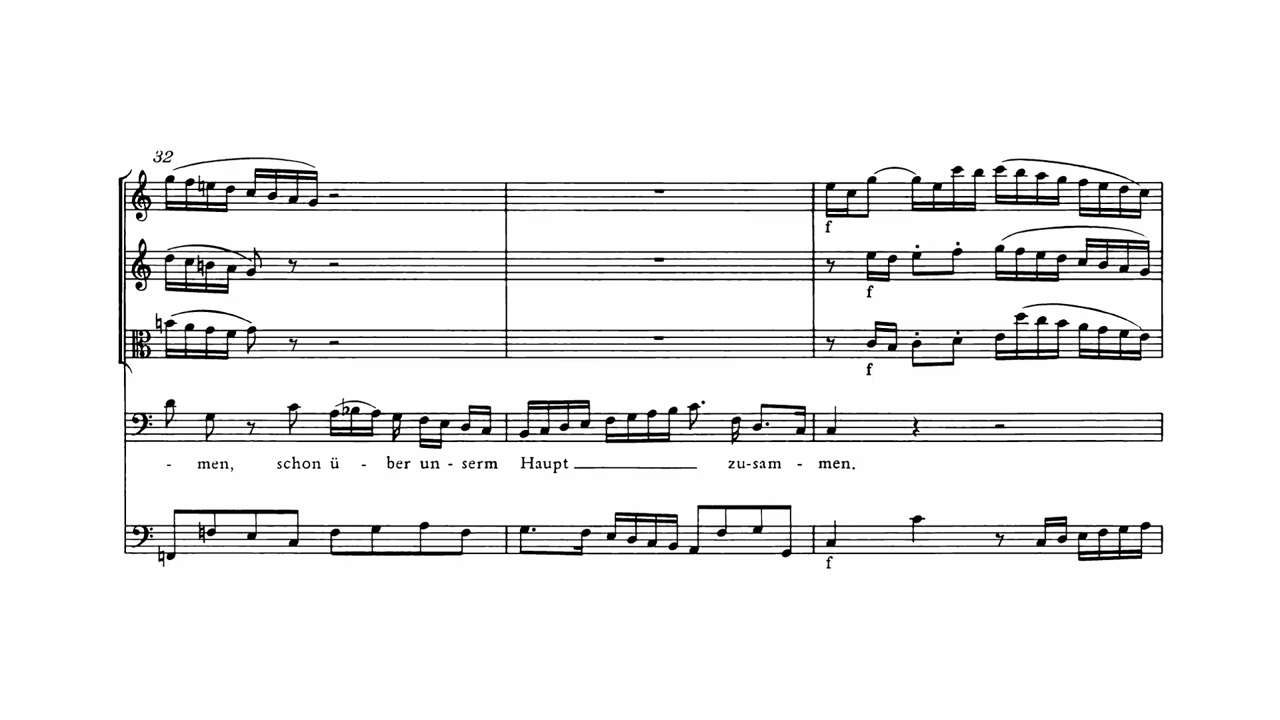 32
f
f
f
- men, schon ü - ber un - serm Haupt zu-sam - men.
f